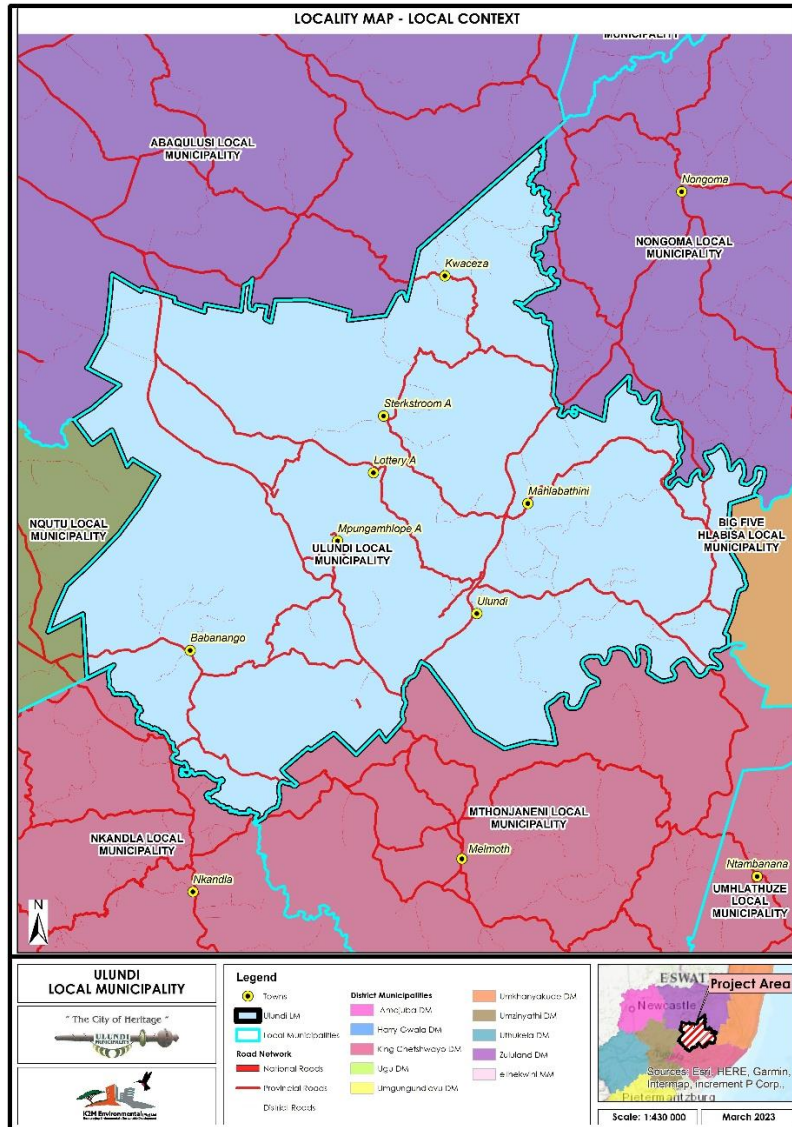 LOCALITY MAP - LOCAL CONTEXT
MUNICIPALITY
ABAQULUSI LOCAL
MUNICIPALITY
Nongoma
NONGOMA LOCAL
MUNICIPALITY
Kwaceza
Sterkstroom A
Lottery A
Mahlabathini
NQUTU LOCAL
MUNICIPALITY
BIG FIVE
HLABISA LOCAL
MUNICIPALITY
Mpungamhlope A
ULUNDI LOCAL
MUNICIPALITY
Ulundi
Babanango
MTHONJANENI LOCAL
MUNICIPALITY
NKANDLA LOCAL
MUNICIPALITY
Melmoth
Nkandla
Ntambanana
UMHLATHUZE
LOCAL
MUNICIPALITY
N
ULUNDI
LOCAL MUNICIPALITY
" The City of Heritage "
ULUNDI
MUNICIPALITY
K2M Environmental
Legend
Towns
Ulundi LM
Local Municipalities
Road Network
National Roads
Provincial Roads
District Roads
District Municipalities
Amajuba DM
Harry Gwala DM
King Cetshwayo DM
Ugu DM
Umgungundlovu DM
Umkhanyakude DM
Umzinyathi DM
Uthukela DM
Zululand DM
eThekwini MM
Project Area
Newcastle
Pietermaritzburg
Sources: Esri, HERE, Garmin,
Intermap, increment P Corp.,
Scale: 1:430 000
March 2023